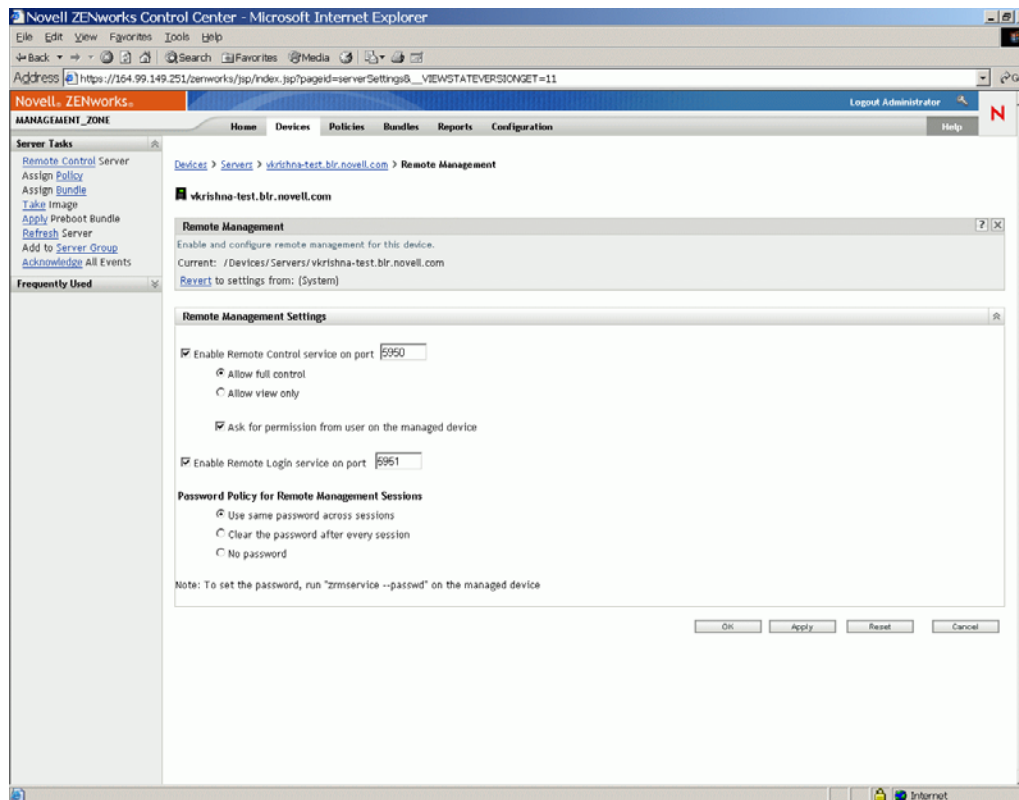 Novell ZENworks Control Center - Microsoft Internet Explorer
File Edit View Favorites Tools Help
Back Search Favorites Media
Address https://164.99.149.251/zenworks/jsp/index.jsp?pageid=serverSettings&__VIEWSTATEVERSIONGET=11
Novell® ZENworks® Logout Administrator
MANAGEMENT_ZONE Home Devices Policies Bundles Reports Configuration Help N
Server Tasks
Remote Control Server
Assign Policy
Assign Bundle
Take Image
Apply Preboot Bundle
Refresh Server
Add to Server Group
Acknowledge All Events
Frequently Used
Devices > Servers > vkrishna-test.blr.novell.com > Remote Management
vkrishna-test.blr.novell.com
Remote Management ?
Enable and configure remote management for this device.
Current: /Devices/Servers/vkrishna-test.blr.novell.com
Revert to settings from: (System)
Remote Management Settings
Enable Remote Control service on port 5950
Allow full control
Allow view only
Ask for permission from user on the managed device
Enable Remote Login service on port 5951
Password Policy for Remote Management Sessions
Use same password across sessions
Clear the password after every session
No password
Note: To set the password, run "zrmservice --passwd" on the managed device
OK Apply Reset Cancel
Internet